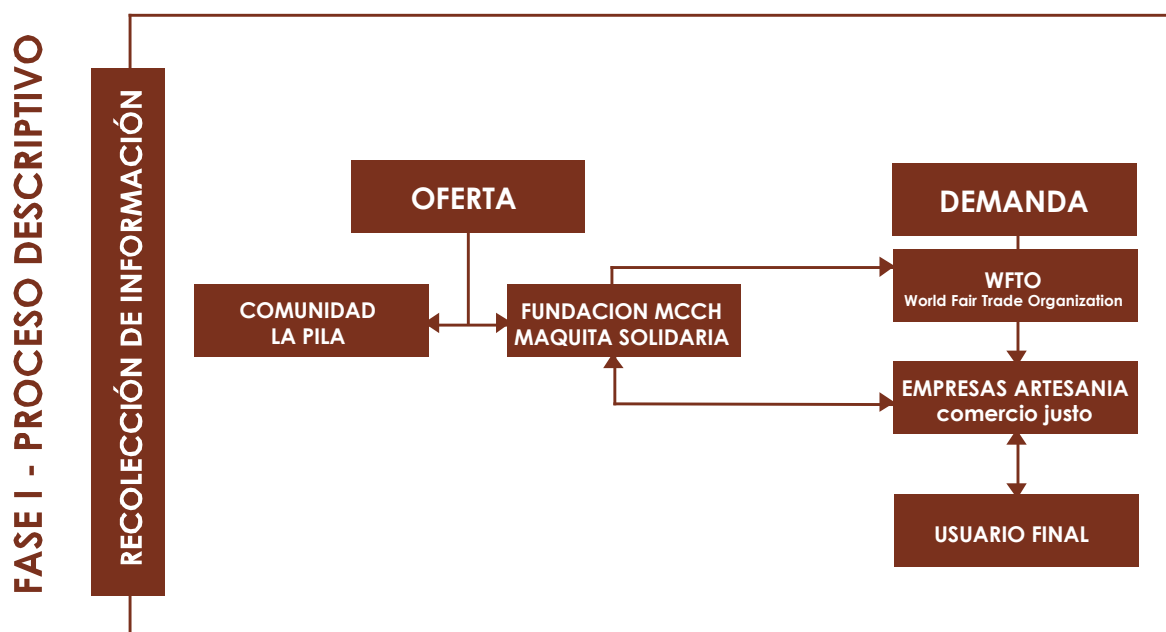 FASE I - PROCESO DESCRIPTIVO
RECOLECCIÓN DE INFORMACIÓN
OFERTA
COMUNIDAD
LA PILA
FUNDACION MCCH
MAQUITA SOLIDARIA
DEMANDA
WFTO
World Fair Trade Organization
EMPRESAS ARTESANIA
comercio justo
USUARIO FINAL